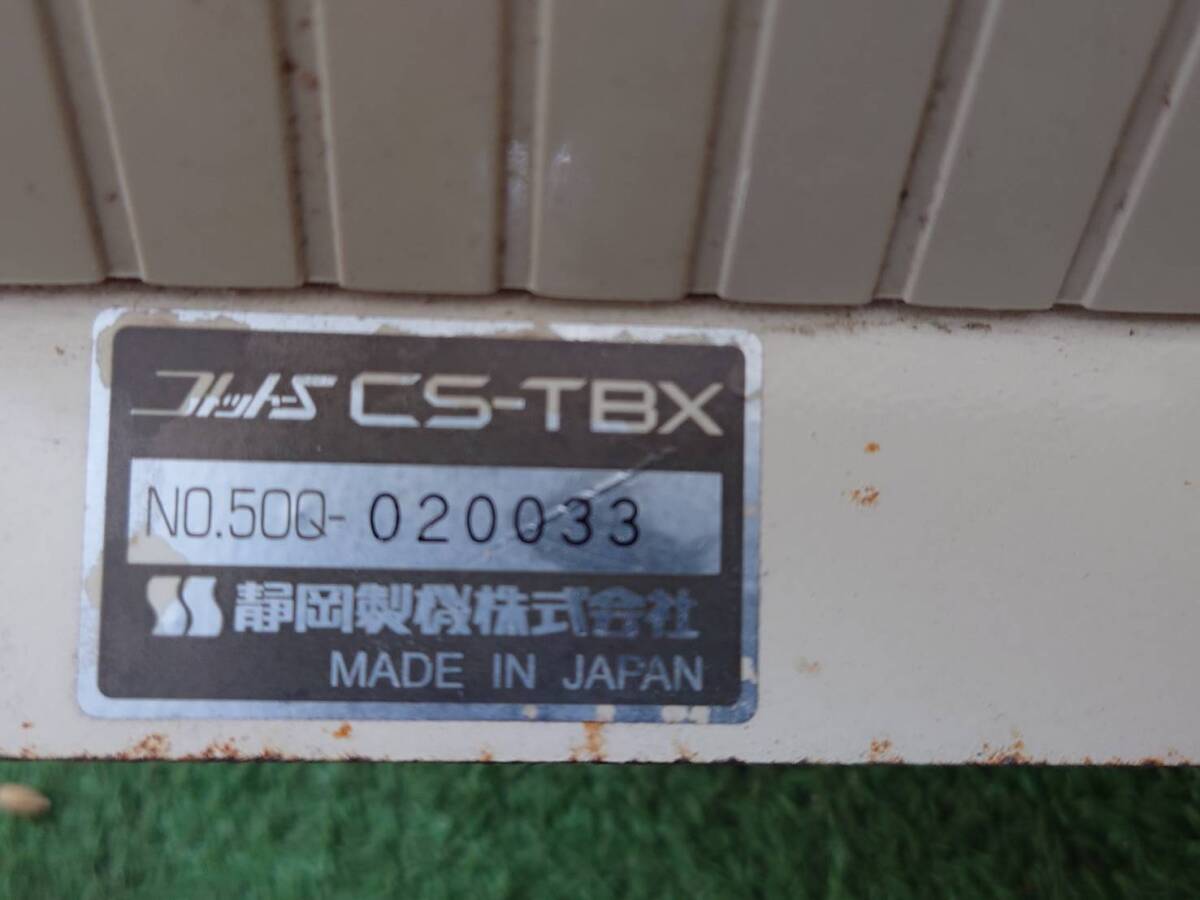 コメットーS CS-TBX
NO.50Q-020033
静岡製機株式会社
MADE IN JAPAN